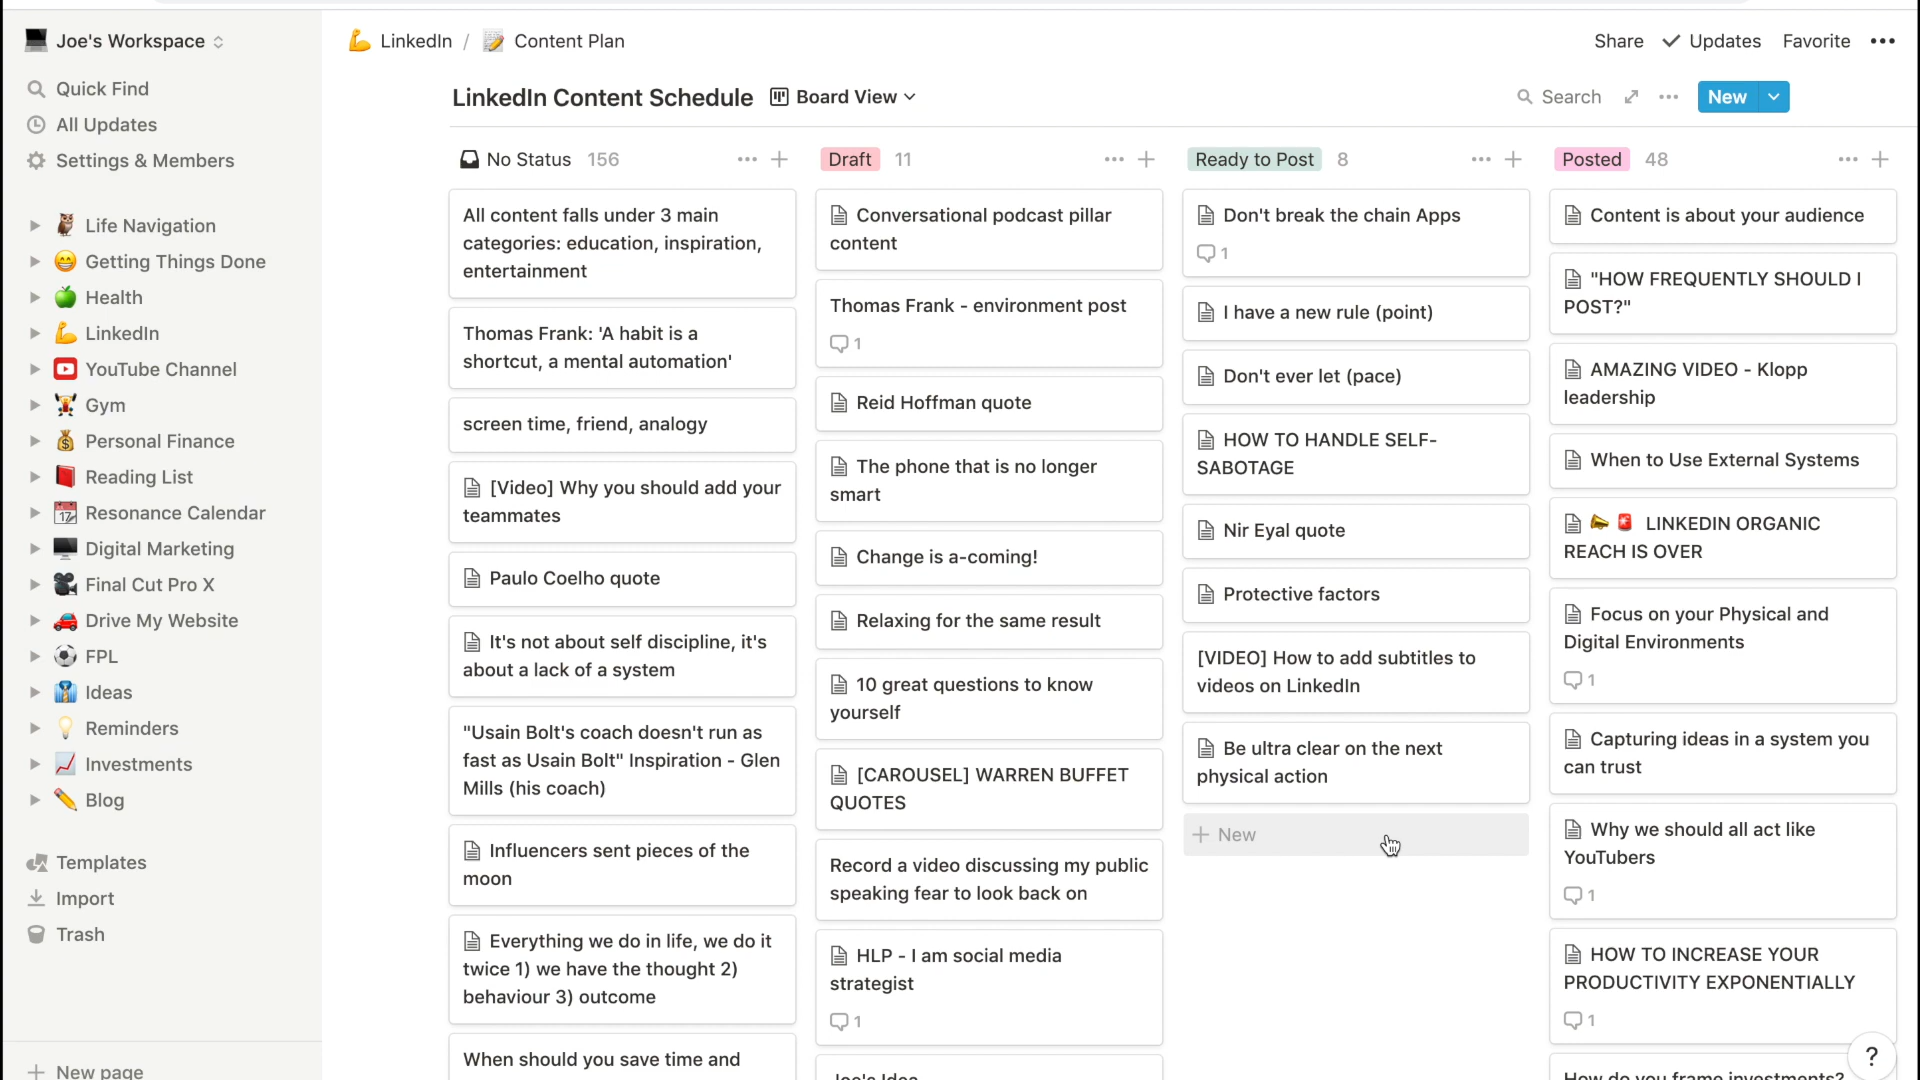 Joe's Workspace
Quick Find
All Updates
Settings & Members
Life Navigation
Getting Things Done
Health
LinkedIn
YouTube Channel
Gym
Personal Finance
Reading List
Resonance Calendar
Digital Marketing
Final Cut Pro X
Drive My Website
FPL
Ideas
Reminders
Investments
Blog
Templates
Import
Trash
New page
LinkedIn / Content Plan
Share Updates Favorite
LinkedIn Content Schedule Board View
Search New
No Status 156
All content falls under 3 main
categories: education, inspiration,
entertainment
Thomas Frank: 'A habit is a
shortcut, a mental automation'
screen time, friend, analogy
[Video] Why you should add your
teammates
Paulo Coelho quote
It's not about self discipline, it's
about a lack of a system
"Usain Bolt's coach doesn't run as
fast as Usain Bolt" Inspiration - Glen
Mills (his coach)
Influencers sent pieces of the
moon
Everything we do in life, we do it
twice 1) we have the thought 2)
behaviour 3) outcome
When should you save time and
Draft 11
Conversational podcast pillar
content
Thomas Frank - environment post
1
Reid Hoffman quote
The phone that is no longer
smart
Change is a-coming!
Relaxing for the same result
10 great questions to know
yourself
[CAROUSEL] WARREN BUFFET
QUOTES
Record a video discussing my public
speaking fear to look back on
HLP - I am social media
strategist
1
Joe's Idea
Ready to Post 8
Don't break the chain Apps
1
I have a new rule (point)
Don't ever let (pace)
HOW TO HANDLE SELF-
SABOTAGE
Nir Eyal quote
Protective factors
[VIDEO] How to add subtitles to
videos on LinkedIn
Be ultra clear on the next
physical action
New
Posted 48
Content is about your audience
"HOW FREQUENTLY SHOULD I
POST?"
AMAZING VIDEO - Klopp
leadership
When to Use External Systems
LINKEDIN ORGANIC
REACH IS OVER
Focus on your Physical and
Digital Environments
1
Capturing ideas in a system you
can trust
Why we should all act like
YouTubers
1
HOW TO INCREASE YOUR
PRODUCTIVITY EXPONENTIALLY
1
How do you frame investments?
?